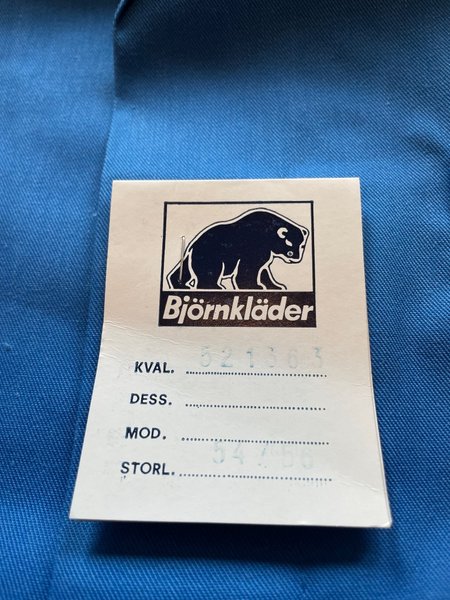 Björnkläder
KVAL. 521363
DESS.
MOD.
STORL. 54/56